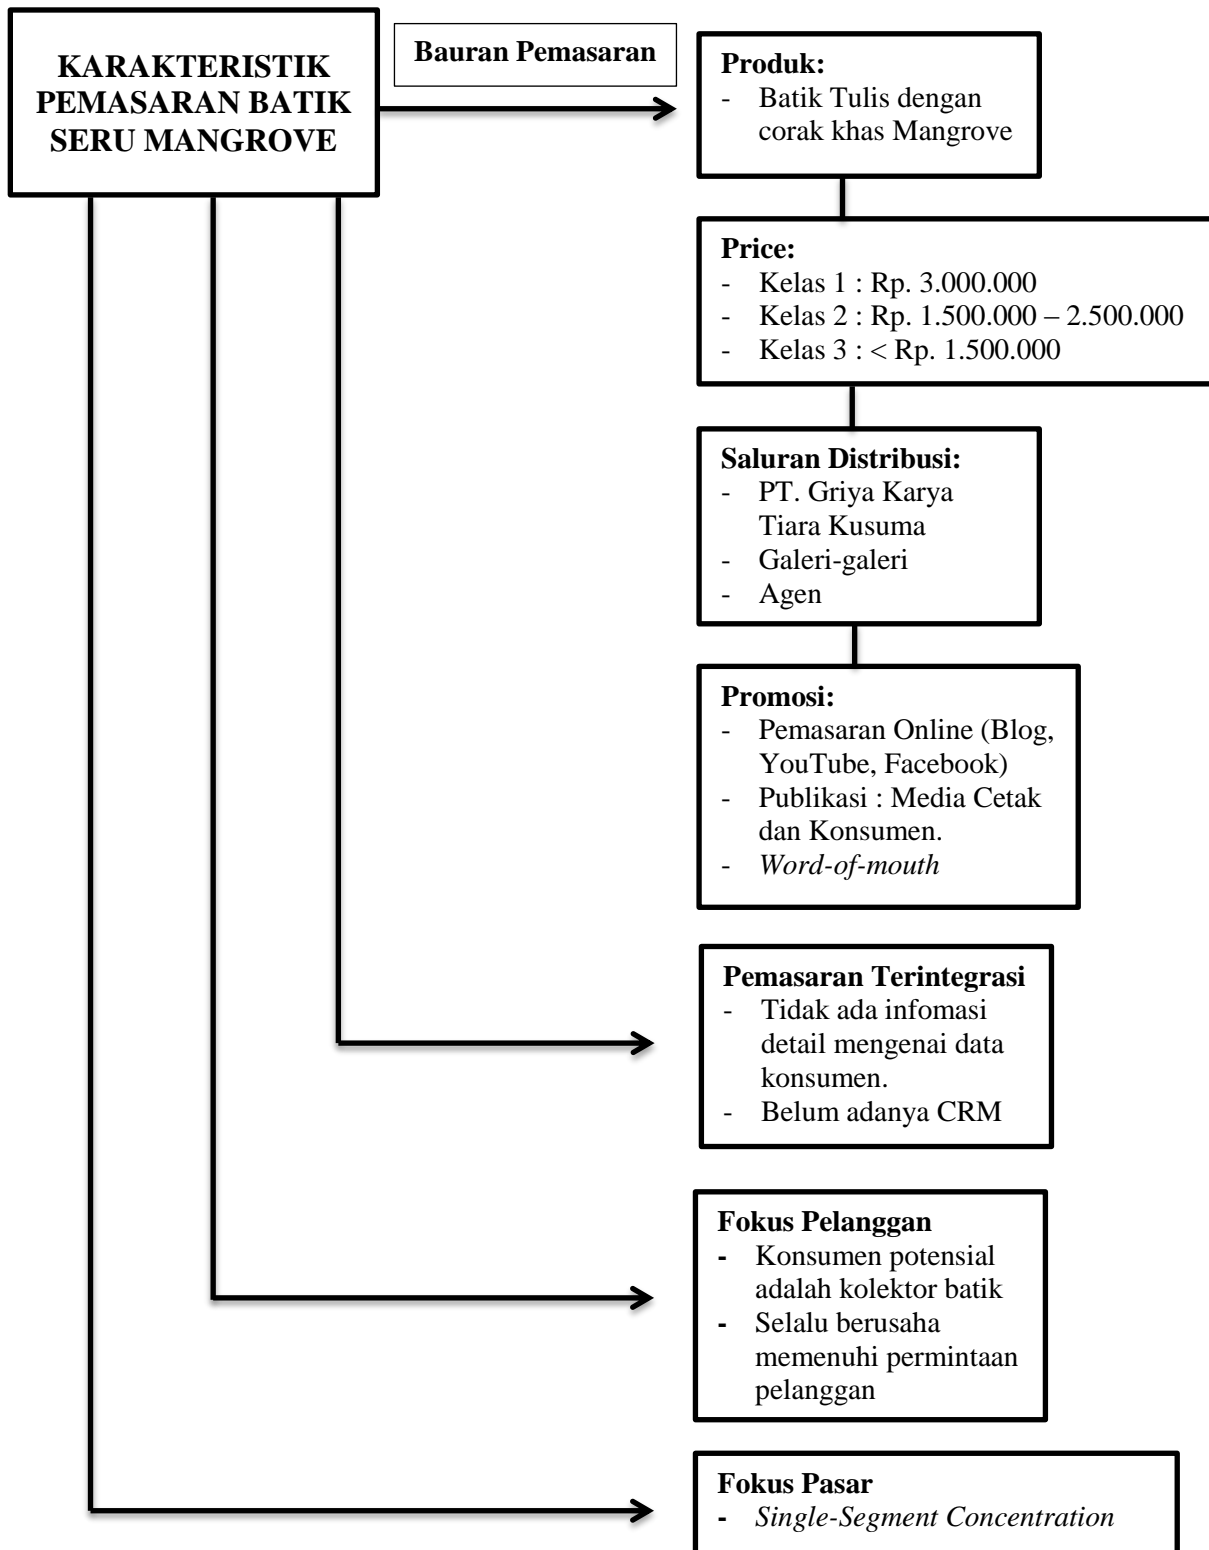 KARAKTERISTIK
PEMASARAN BATIK
SERU MANGROVE
Bauran Pemasaran
Produk:
- Batik Tulis dengan
corak khas Mangrove
Price:
- Kelas 1 : Rp. 3.000.000
- Kelas 2 : Rp. 1.500.000 – 2.500.000
- Kelas 3 : < Rp. 1.500.000
Saluran Distribusi:
- PT. Griya Karya
Tiara Kusuma
- Galeri-galeri
- Agen
Promosi:
- Pemasaran Online (Blog,
YouTube, Facebook)
- Publikasi : Media Cetak
dan Konsumen.
- Word-of-mouth
Pemasaran Terintegrasi
- Tidak ada infomasi
detail mengenai data
konsumen.
- Belum adanya CRM
Fokus Pelanggan
- Konsumen potensial
adalah kolektor batik
- Selalu berusaha
memenuhi permintaan
pelanggan
Fokus Pasar
- Single-Segment Concentration